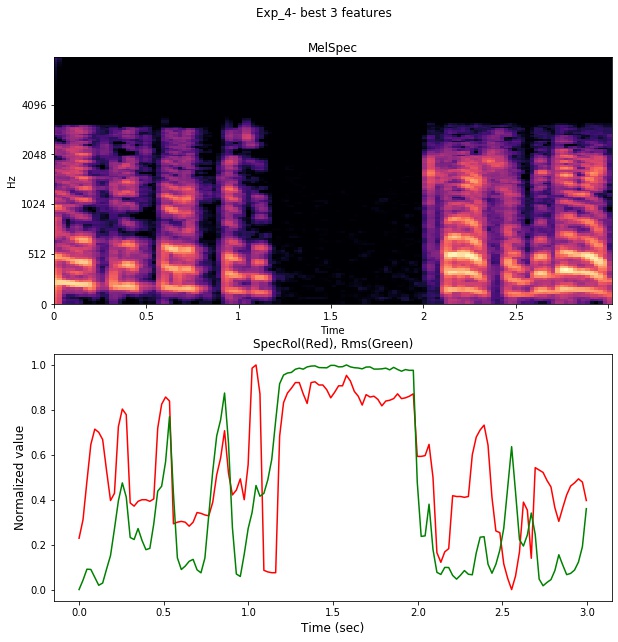 Exp_4- best 3 features
MelSpec
4096
2048
1024
512
0
Hz
0 0.5 1 1.5 2 2.5 3
Time
SpecRol(Red), Rms(Green)
1.0
0.8
0.6
0.4
0.2
0.0
Normalized value
0.0 0.5 1.0 1.5 2.0 2.5 3.0
Time (sec)